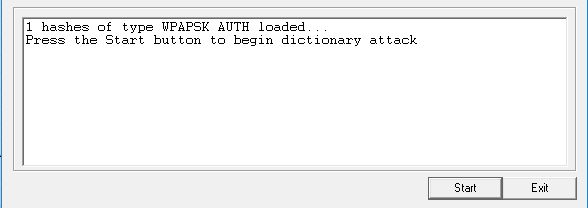 1 hashes of type WPAPSK AUTH loaded...
Press the Start button to begin dictionary attack
Start Exit